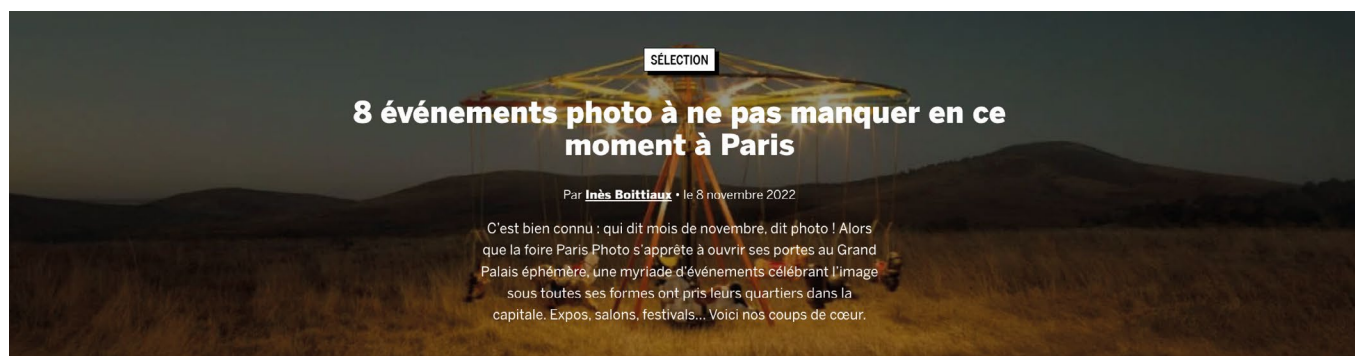 SÉLECTION
8 événements photo à ne pas manquer en ce
moment à Paris
Par Inès Boittiaux • le 8 novembre 2022
C'est bien connu : qui dit mois de novembre, dit photo ! Alors
que la foire Paris Photo s'apprête à ouvrir ses portes au Grand
Palais éphémère, une myriade d'événements célébrant l'image
sous toutes ses formes ont pris leurs quartiers dans la
capitale. Expos, salons, festivals… Voici nos coups de cœur.